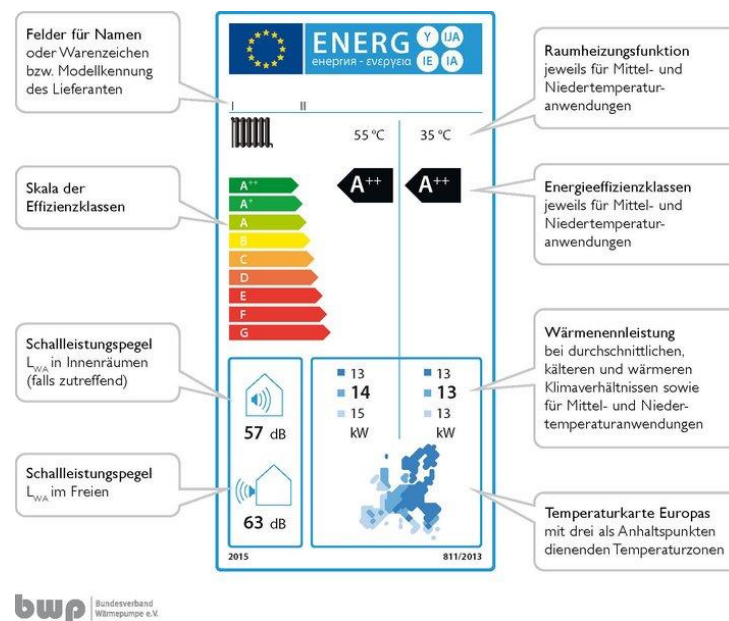 Felder für Namen
oder Warenzeichen
bzw. Modellkennung
des Lieferanten
Skala der
Effizienzklassen
Schallleistungspegel
LWA in Innenräumen
(falls zutreffend)
Schallleistungspegel
LWA im Freien
ENERG
енергия - ενεργεια
Y IJA
IE IA
I II
55 °C 35 °C
A++ A++
A++
A+
A
B
C
D
E
F
G
57 dB
63 dB
13 13
14 13
15 13
kW kW
2015 811/2013
Raumheizungsfunktion
jeweils für Mittel- und
Niedertemperatur-
anwendungen
Energieeffizienzklassen
jeweils für Mittel- und
Niedertemperatur-
anwendungen
Wärmenennleistung
bei durchschnittlichen,
kälteren und wärmeren
Klimaverhältnissen sowie
für Mittel- und Nieder-
temperaturanwendungen
Temperaturkarte Europas
mit drei als Anhaltspunkten
dienenden Temperaturzonen
bwp Bundesverband
Wärmepumpe e.V.